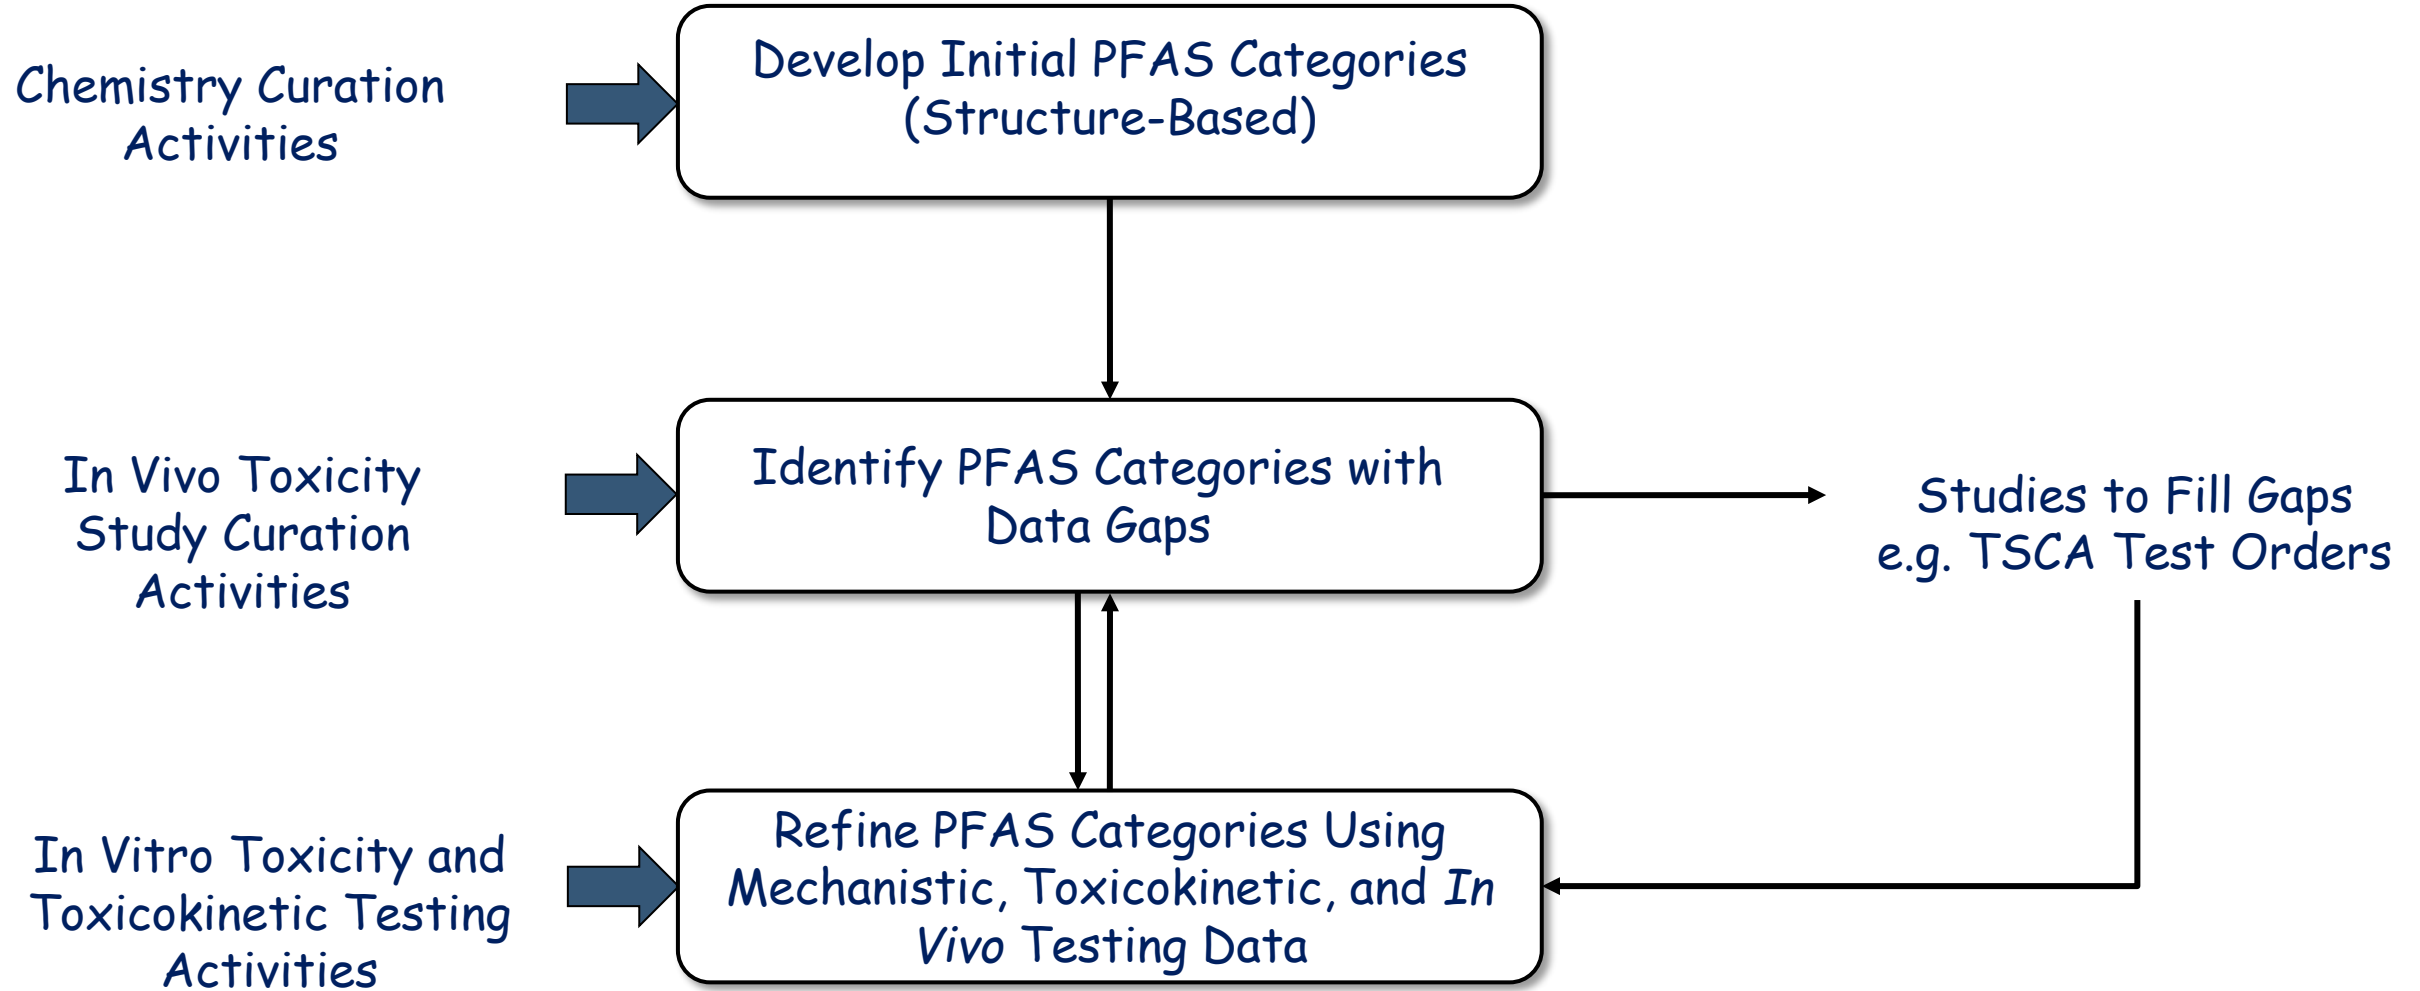 Chemistry Curation
Activities
Develop Initial PFAS Categories
(Structure-Based)
In Vivo Toxicity
Study Curation
Activities
Identify PFAS Categories with
Data Gaps
Studies to Fill Gaps
e.g. TSCA Test Orders
In Vitro Toxicity and
Toxicokinetic Testing
Activities
Refine PFAS Categories Using
Mechanistic, Toxicokinetic, and In
Vivo Testing Data